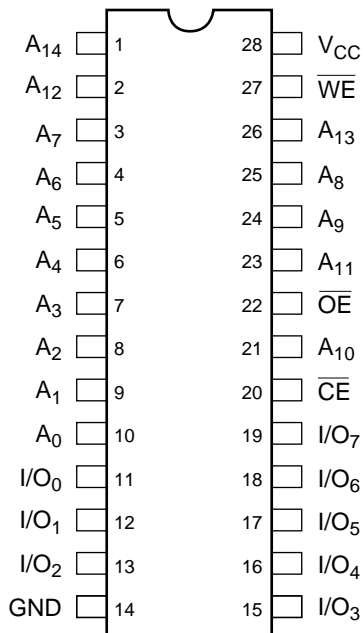 A14 1 28 VCC
A12 2 27 WE
A7 3 26 A13
A6 4 25 A8
A5 5 24 A9
A4 6 23 A11
A3 7 22 OE
A2 8 21 A10
A1 9 20 CE
A0 10 19 I/O7
I/O0 11 18 I/O6
I/O1 12 17 I/O5
I/O2 13 16 I/O4
GND 14 15 I/O3